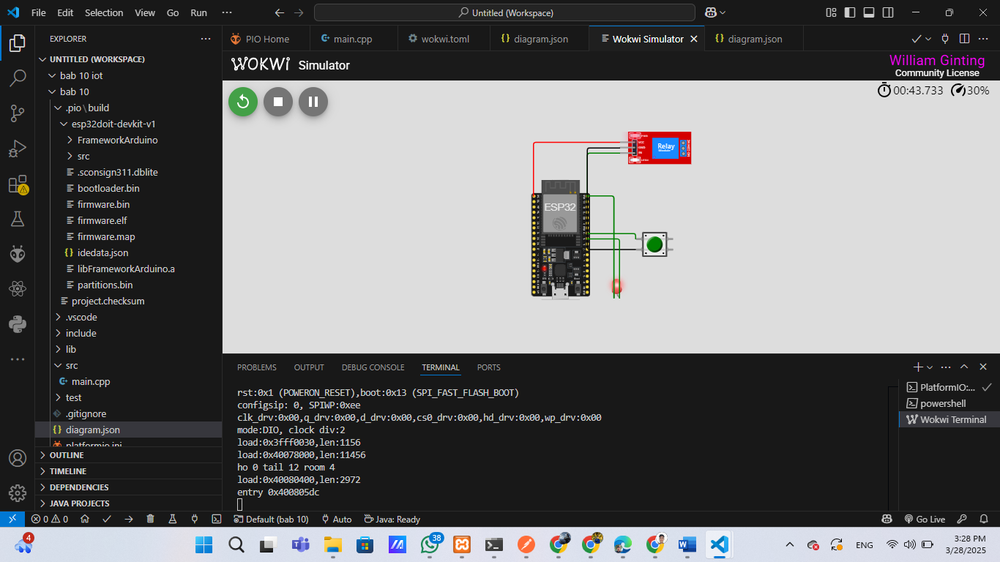 File Edit Selection View Go Run ··· Untitled (Workspace)
EXPLORER
UNTITLED (WORKSPACE)
bab 10 iot
bab 10
.pio \ build
esp32doit-devkit-v1
FrameworkArduino
src
.sconsign311.dblite
bootloader.bin
firmware.bin
firmware.elf
firmware.map
idedata.json
libFrameworkArduino.a
partitions.bin
project.checksum
.vscode
include
lib
src
main.cpp
test
.gitignore
diagram.json
platformio.ini
OUTLINE
TIMELINE
DEPENDENCIES
JAVA PROJECTS
PIO Home main.cpp wokwi.toml diagram.json Wokwi Simulator diagram.json
WOKWI Simulator
William Ginting
Community License
00:43.733 30%
VCC
GND
IN
Relay
Module
ESP32
PROBLEMS OUTPUT DEBUG CONSOLE TERMINAL PORTS
rst:0x1 (POWERON_RESET),boot:0x13 (SPI_FAST_FLASH_BOOT)
configsip: 0, SPIWP:0xee
clk_drv:0x00,q_drv:0x00,d_drv:0x00,cs0_drv:0x00,hd_drv:0x00,wp_drv:0x00
mode:DIO, clock div:2
load:0x3fff0030,len:1156
load:0x40078000,len:11456
ho 0 tail 12 room 4
load:0x40080400,len:2972
entry 0x400805dc
PlatformIO:...
powershell
Wokwi Terminal
0 0 Default (bab 10) Auto Java: Ready Go Live
4 38 ENG 3:28 PM
3/28/2025